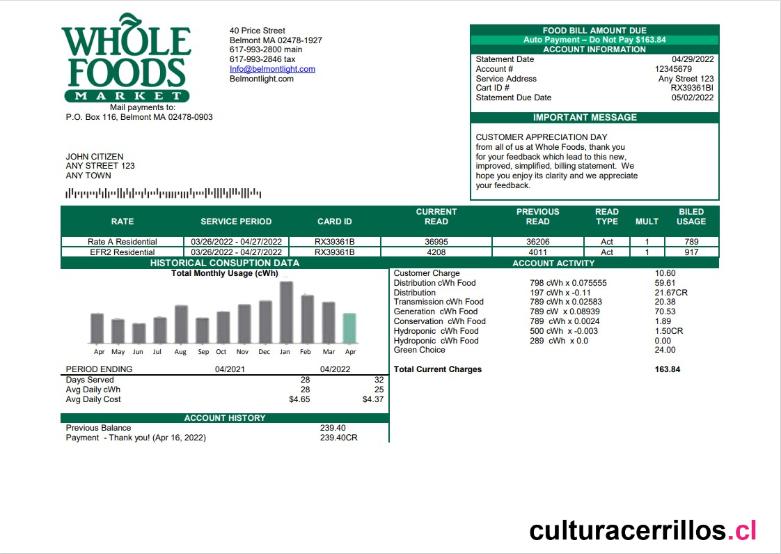 WHOLE
FOODS
MARKET
Mail payments to:
P.O. Box 116, Belmont MA 02478-0903
40 Price Street
Belmont MA 02478-1927
617-993-2800 main
617-993-2846 tax
Info@belmontlight.com
Belmontlight.com
FOOD BILL AMOUNT DUE
Auto Payment – Do Not Pay $163.84
ACCOUNT INFORMATION
Statement Date 04/29/2022
Account # 12345679
Service Address Any Street 123
Cart ID # RX39361BI
Statement Due Date 05/02/2022
IMPORTANT MESSAGE
CUSTOMER APPRECIATION DAY
from all of us at Whole Foods, thank you
for your feedback which lead to this new,
improved, simplified, billing statement. We
hope you enjoy its clarity and we appreciate
your feedback.
JOHN CITIZEN
ANY STREET 123
ANY TOWN
RATE SERVICE PERIOD CARD ID CURRENT READ PREVIOUS READ READ TYPE MULT BILED USAGE
Rate A Residential 03/26/2022 - 04/27/2022 RX39361B 36995 36206 Act 1 789
EFR2 Residential 03/26/2022 - 04/27/2022 RX39361B 4208 4011 Act 1 917
HISTORICAL CONSUPTION DATA
Total Monthly Usage (cWh)
Apr May Jun Jul Aug Sep Oct Nov Dec Jan Feb Mar Apr
PERIOD ENDING 04/2021 04/2022
Days Served 28 32
Avg Daily cWh 28 25
Avg Daily Cost $4.65 $4.37
ACCOUNT HISTORY
Previous Balance 239.40
Payment - Thank you! (Apr 16, 2022) 239.40CR
ACCOUNT ACTIVITY
Customer Charge 10.60
Distribution cWh Food 798 cWh x 0.075555 59.61
Distribution 197 cWh x -0.11 21.67CR
Transmission cWh Food 789 cWh x 0.02583 20.38
Generation cWh Food 789 cW x 0.08939 70.53
Conservation cWh Food 789 cWh x 0.0024 1.89
Hydroponic cWh Food 500 cWh x -0.003 1.50CR
Hydroponic cWh Food 289 cWh x 0.0 0.00
Green Choice 24.00
Total Current Charges 163.84
culturacerrillos.cl